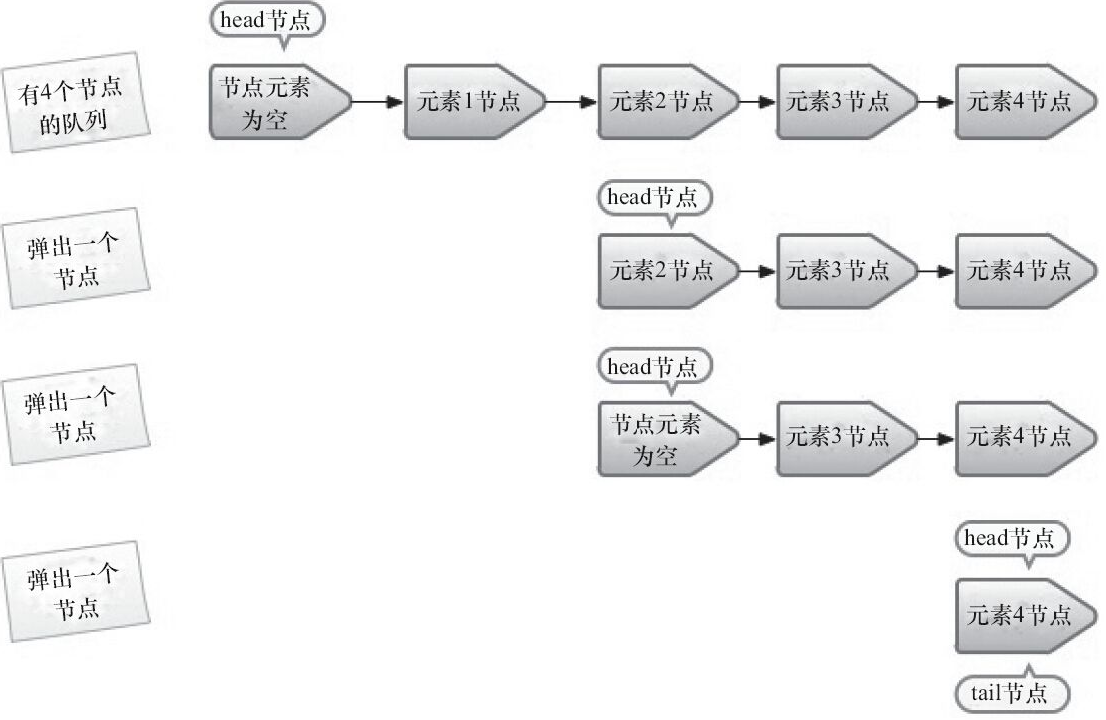 head节点
有4个节点
的队列
节点元素
为空
元素1节点
元素2节点
元素3节点
元素4节点
head节点
弹出一个
节点
元素2节点
元素3节点
元素4节点
head节点
弹出一个
节点
节点元素
为空
元素3节点
元素4节点
head节点
弹出一个
节点
元素4节点
tail节点